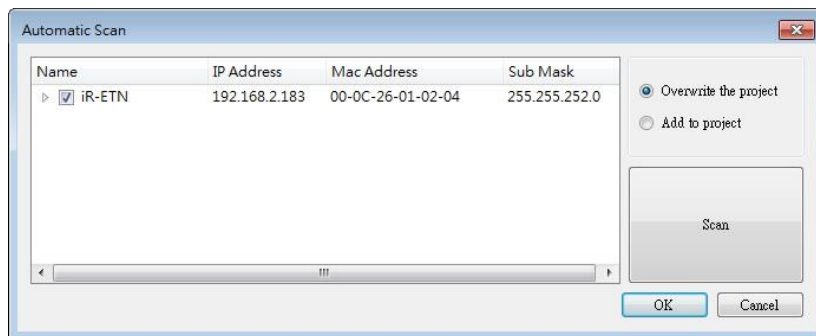 Automatic Scan
Name IP Address Mac Address Sub Mask
iR-ETN 192.168.2.183 00-0C-26-01-02-04 255.255.252.0
Overwrite the project
Add to project
Scan
OK Cancel